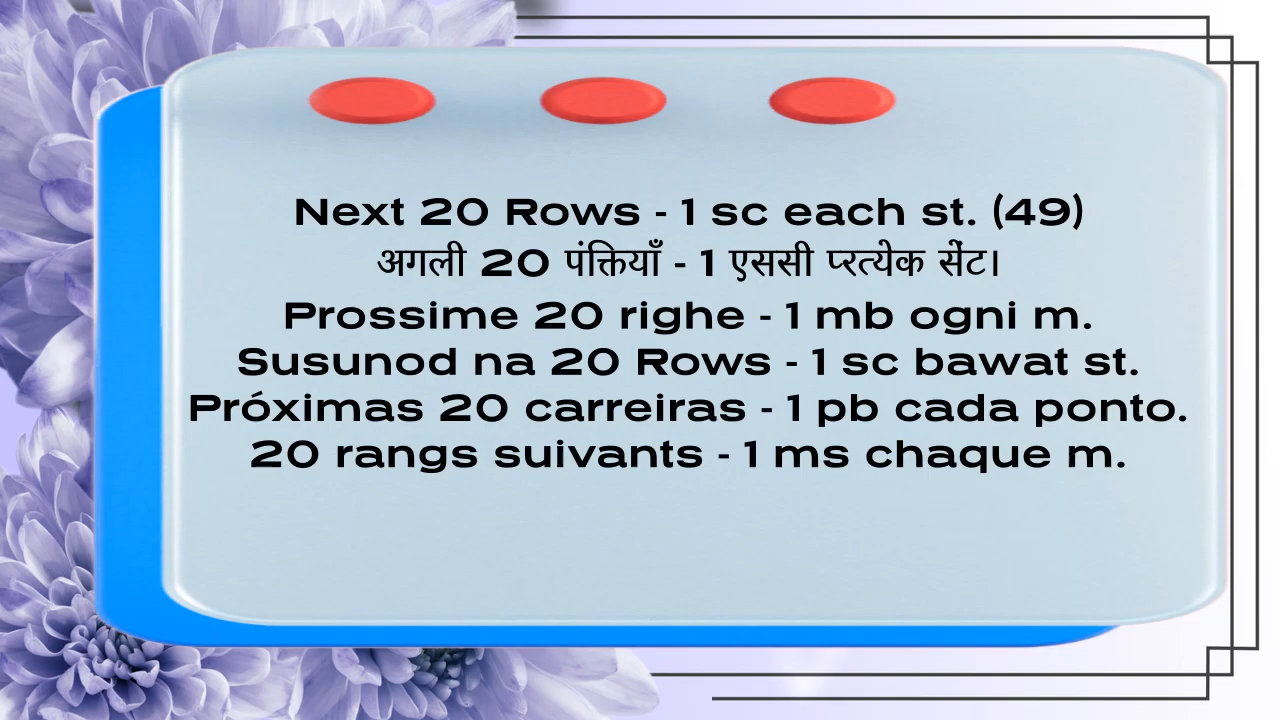 Next 20 Rows - 1 sc each st. (49)
अगली 20 पंक्तियाँ - 1 एससी प्रत्येक सेंट।
Prossime 20 righe - 1 mb ogni m.
Susunod na 20 Rows - 1 sc bawat st.
Próximas 20 carreiras - 1 pb cada ponto.
20 rangs suivants - 1 ms chaque m.